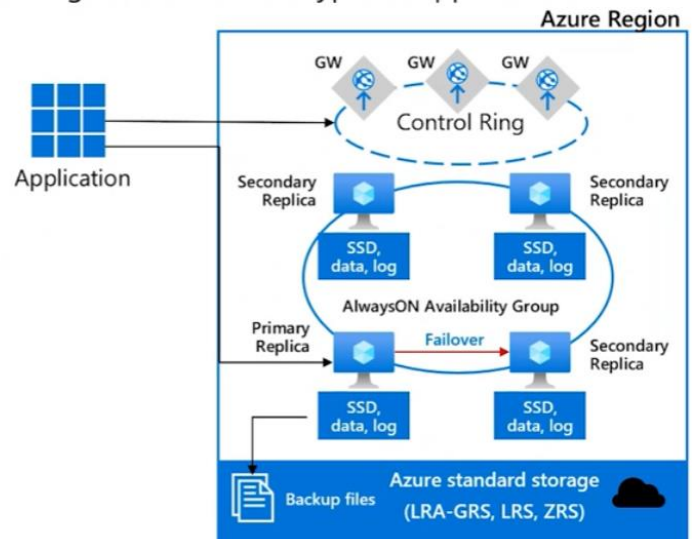 Azure Region
GW
GW
GW
Control Ring
Application
Secondary
Replica
Secondary
Replica
SSD,
data, log
SSD,
data, log
AlwaysON Availability Group
Primary
Replica
Failover
Secondary
Replica
SSD,
data, log
SSD,
data, log
Backup files
Azure standard storage
(LRA-GRS, LRS, ZRS)